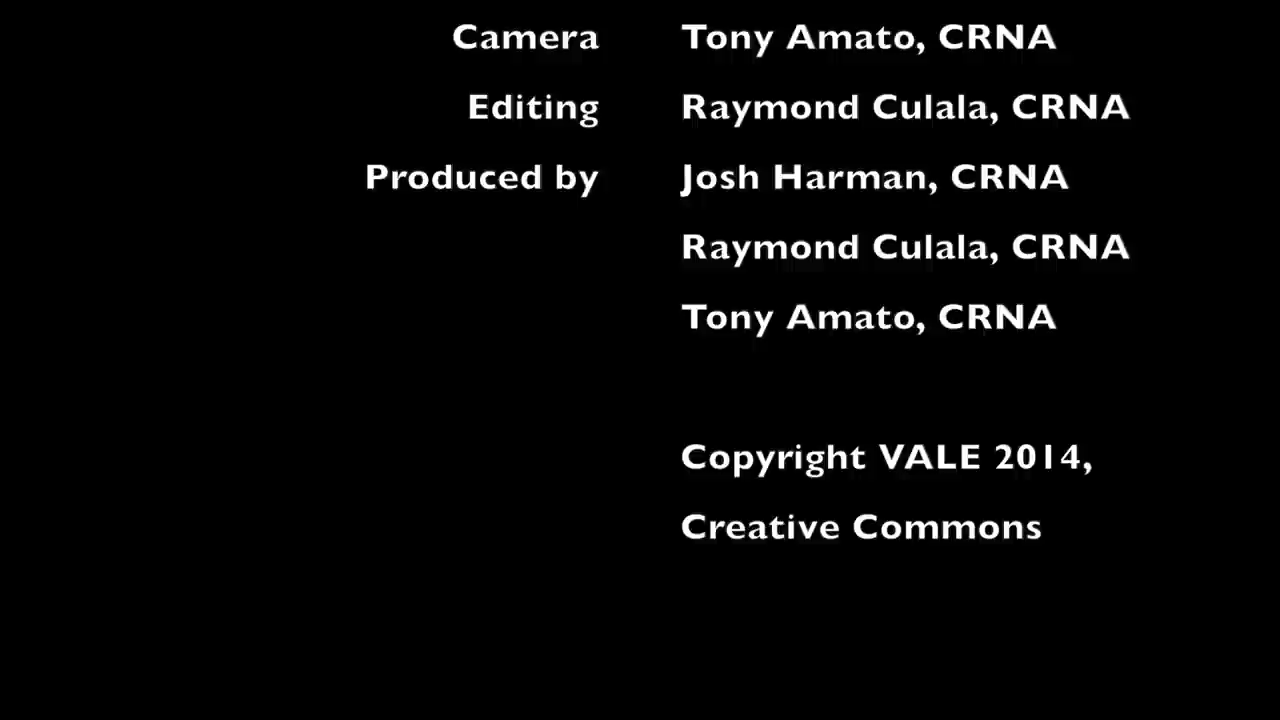 Camera Tony Amato, CRNA
Editing Raymond Culala, CRNA
Produced by Josh Harman, CRNA
Raymond Culala, CRNA
Tony Amato, CRNA
Copyright VALE 2014,
Creative Commons